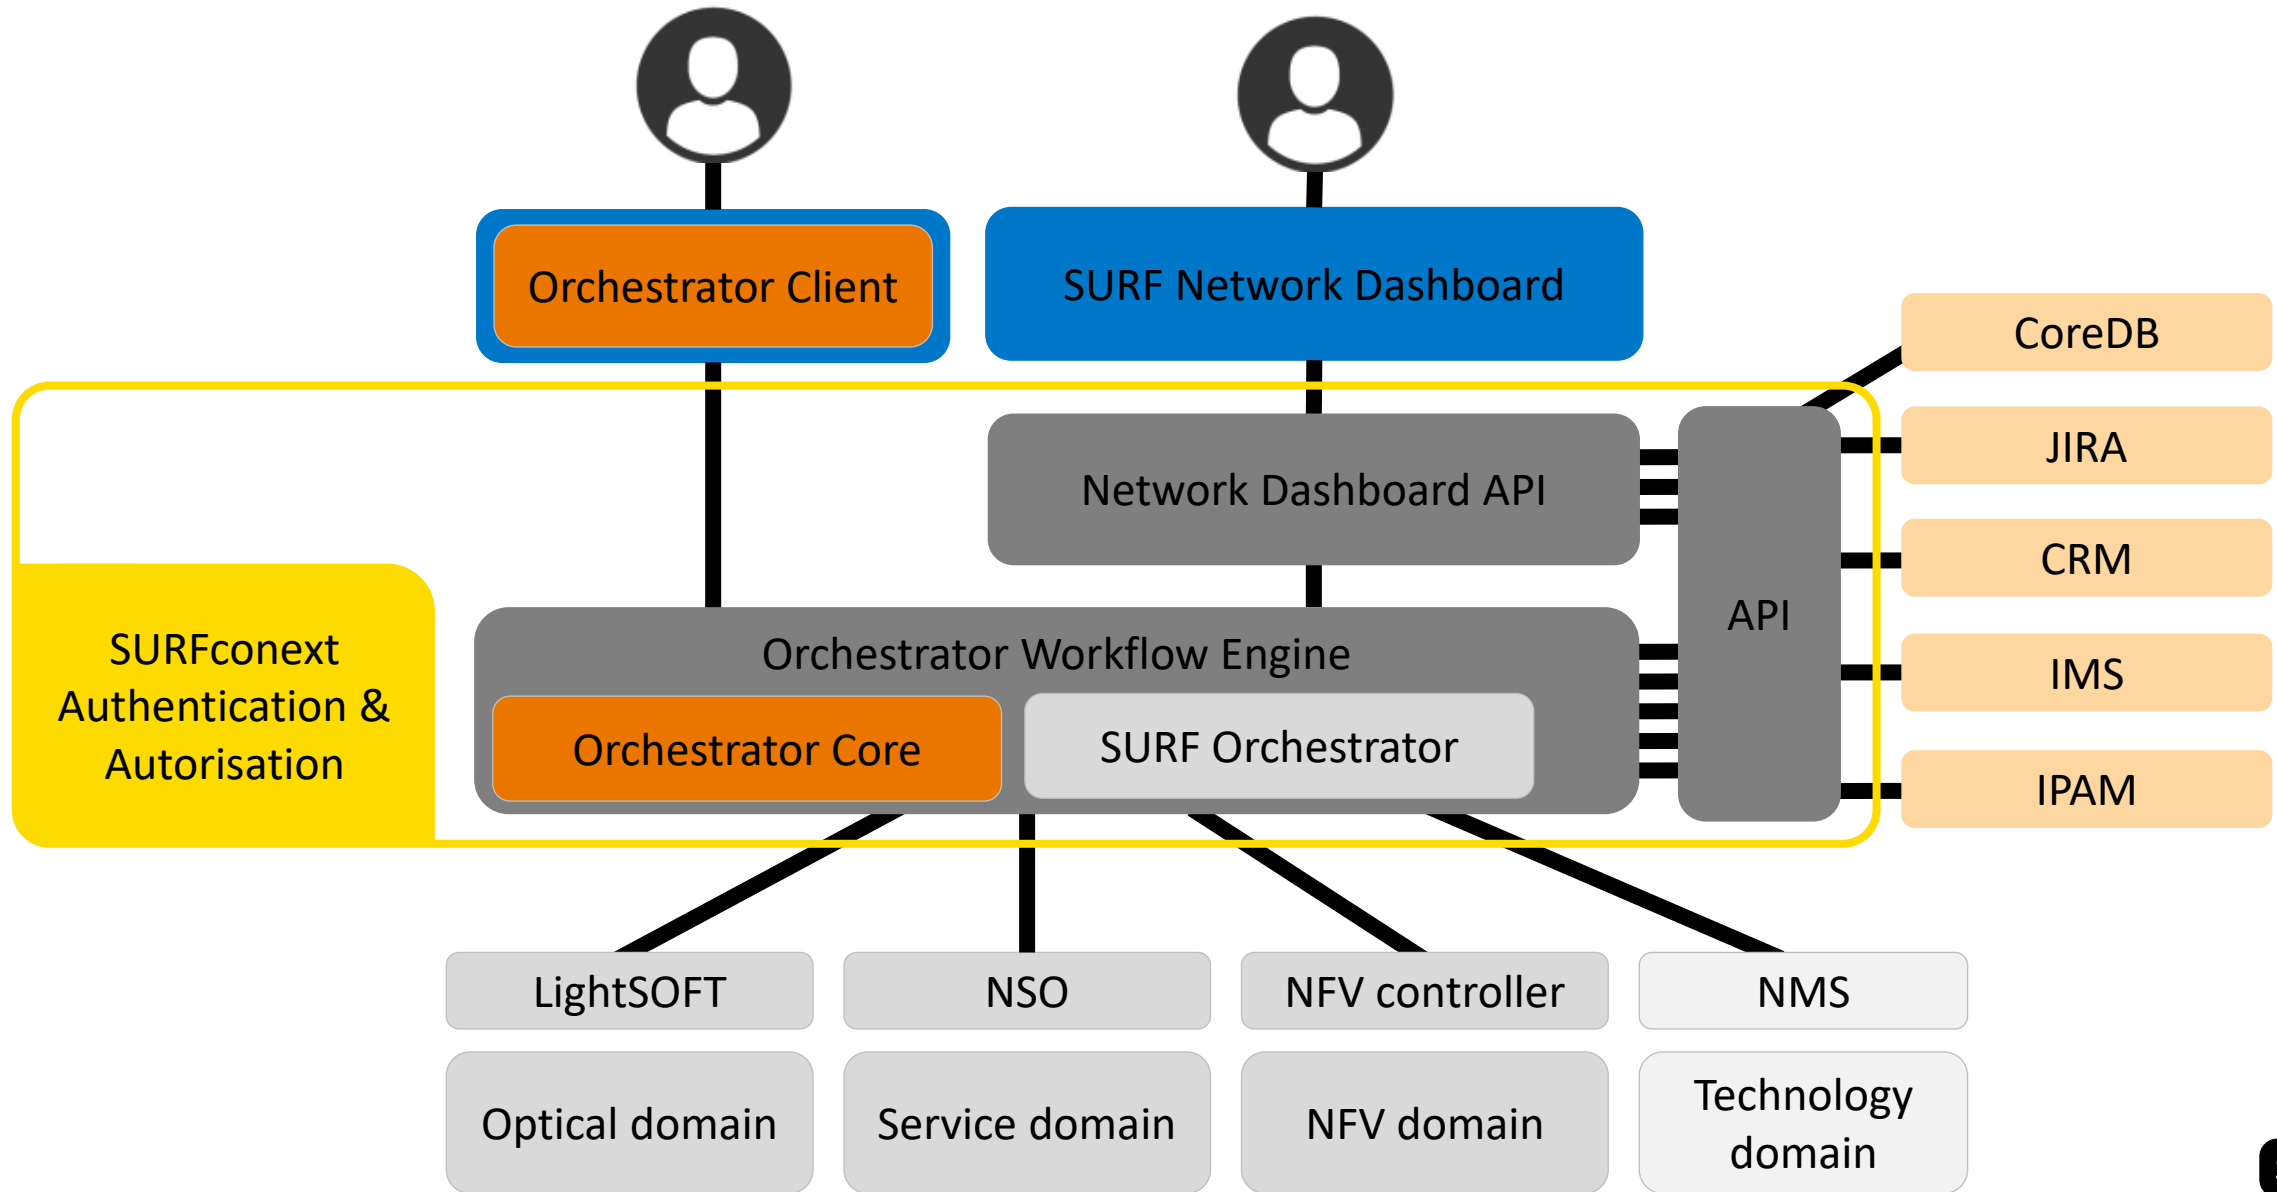 Orchestrator Client
SURF Network Dashboard
CoreDB
JIRA
Network Dashboard API
CRM
API
SURFconext
Authentication &
Autorisation
Orchestrator Workflow Engine
IMS
Orchestrator Core
SURF Orchestrator
IPAM
LightSOFT
NSO
NFV controller
NMS
Optical domain
Service domain
NFV domain
Technology
domain